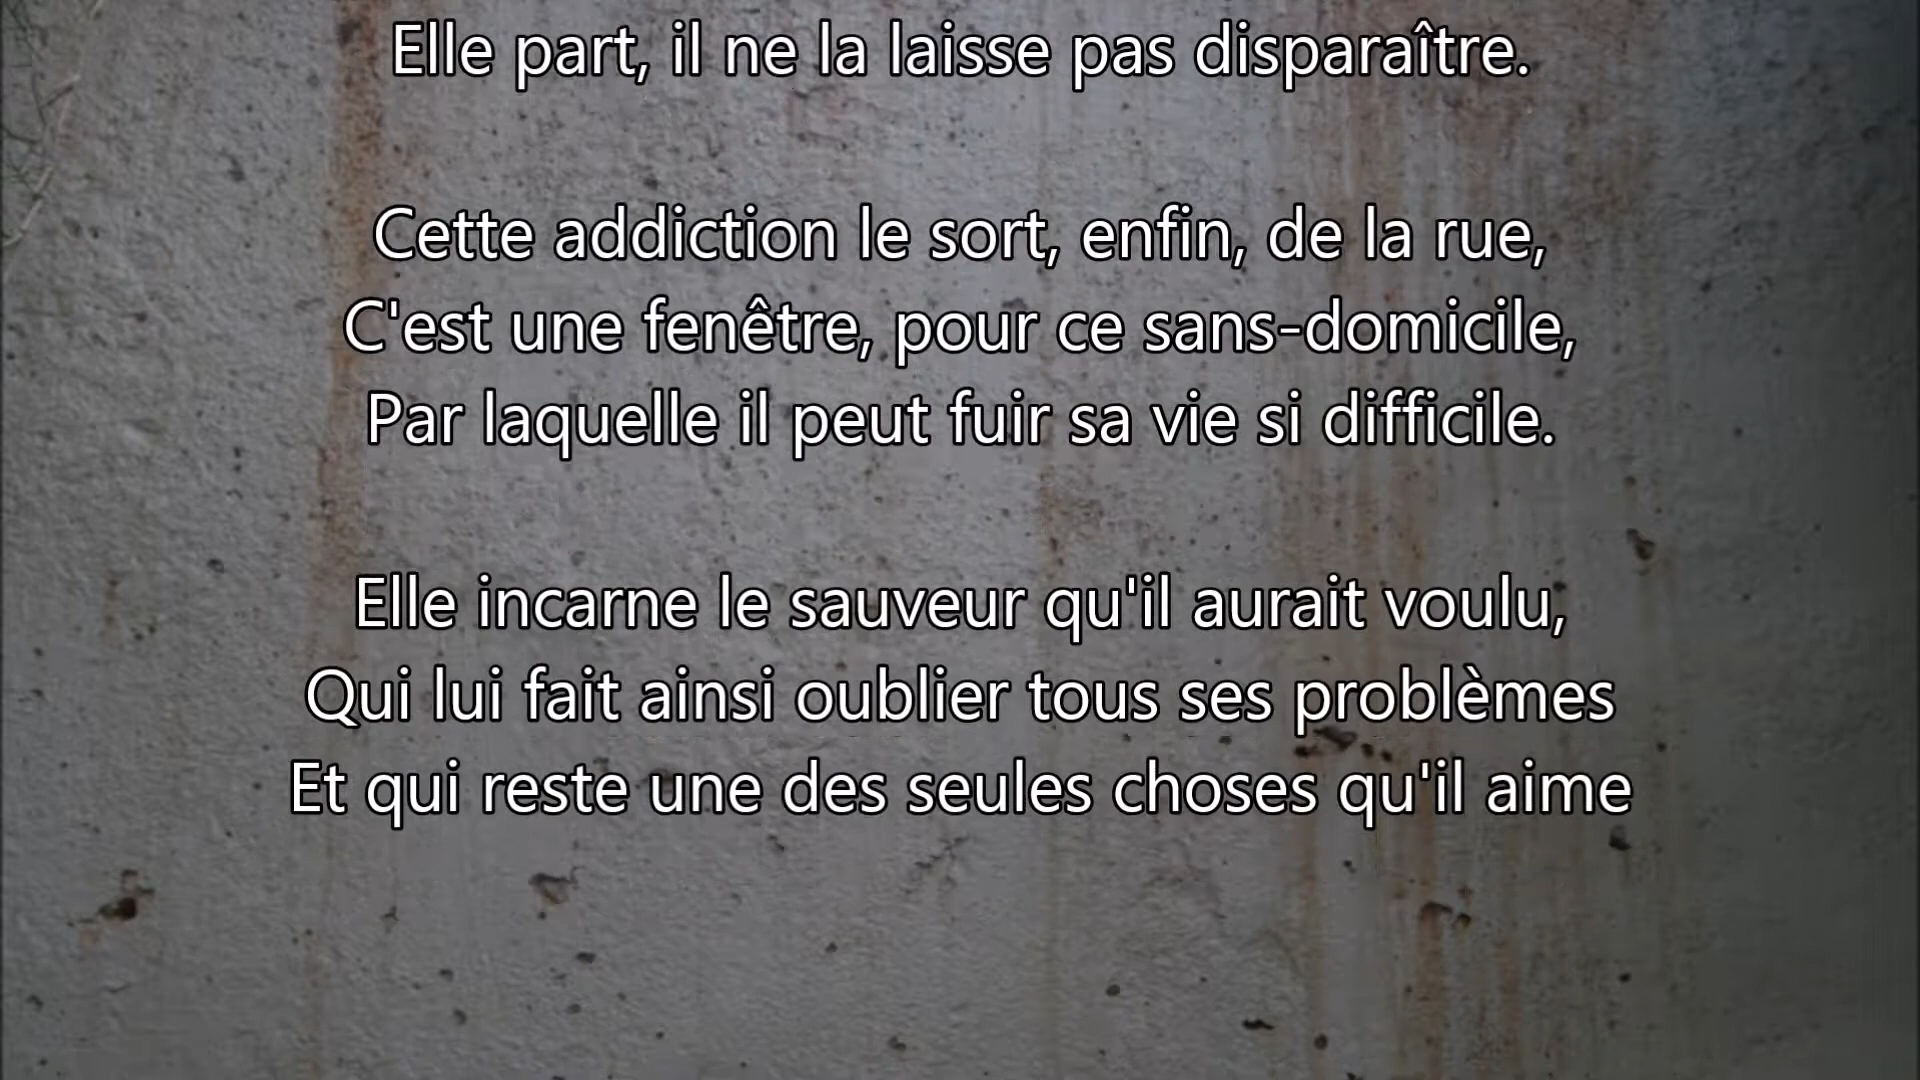 Elle part, il ne la laisse pas disparaître.
Cette addiction le sort, enfin, de la rue,
C'est une fenêtre, pour ce sans-domicile,
Par laquelle il peut fuir sa vie si difficile.
Elle incarne le sauveur qu'il aurait voulu,
Qui lui fait ainsi oublier tous ses problèmes
Et qui reste une des seules choses qu'il aime